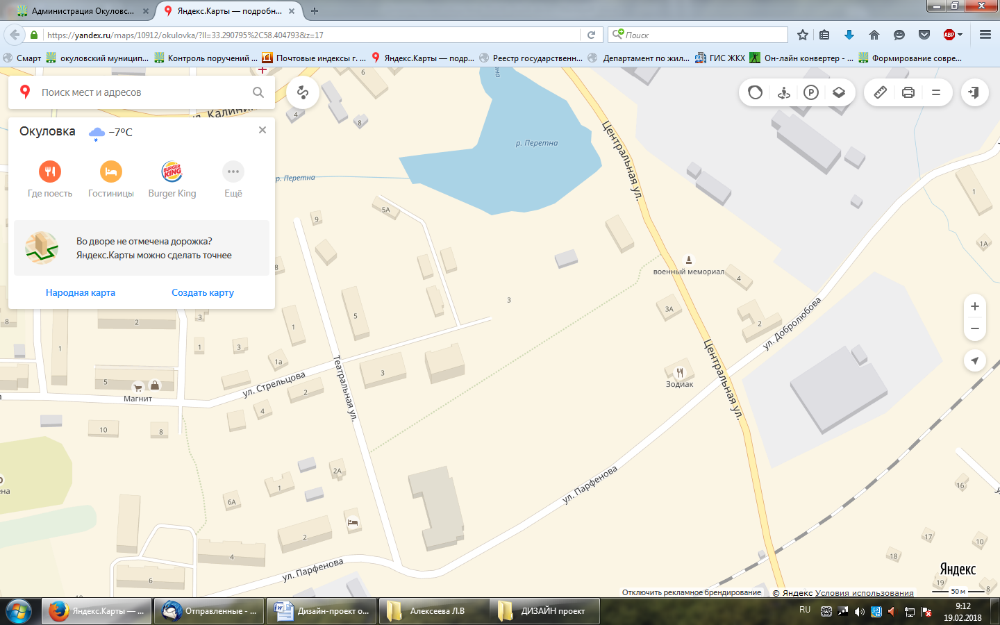 Администрация Окуловс...
Яндекс.Карты — подробн...
https://yandex.ru/maps/10912/okulovka/?ll=33.290795%2C58.404793&z=17
Поиск
ABP
Смарт
окуловский муницип...
Контроль поручений ...
Почтовые индексы г. ...
Яндекс.Карты — подр...
Реестр государственн...
Департамент по жил...
ГИС ЖКХ
Он-лайн конвертер - ...
Формирование совре...
Поиск мест и адресов
Окуловка
−7°C
Где поесть
Гостиницы
BURGER KING
Burger King
Ещё
Во дворе не отмечена дорожка?
Яндекс.Карты можно сделать точнее
Народная карта
Создать карту
P
6
4
8
р. Перетна
р. Перетна
Центральная ул.
5А
9
8
1
1А
военный мемориал
4
3А
2
3
5
1
ул. Добролюбова
8
2
3
1
1
3
1а
5
Магнит
ул. Стрельцова
Театральная ул.
3
2
4
Зодиак
Центральная ул.
10
8
2А
1
6А
2
4
6
10
ул. Парфенова
ул. Парфенова
16
17
10
18
19
8
Яндекс
50 м
Отключить рекламное брендирование
© Яндекс Условия использования
Яндекс.Карты — ...
Отправленные - ...
Дизайн-проект о...
Алексеева Л.В
ДИЗАЙН проект
RU
9:12
19.02.2018